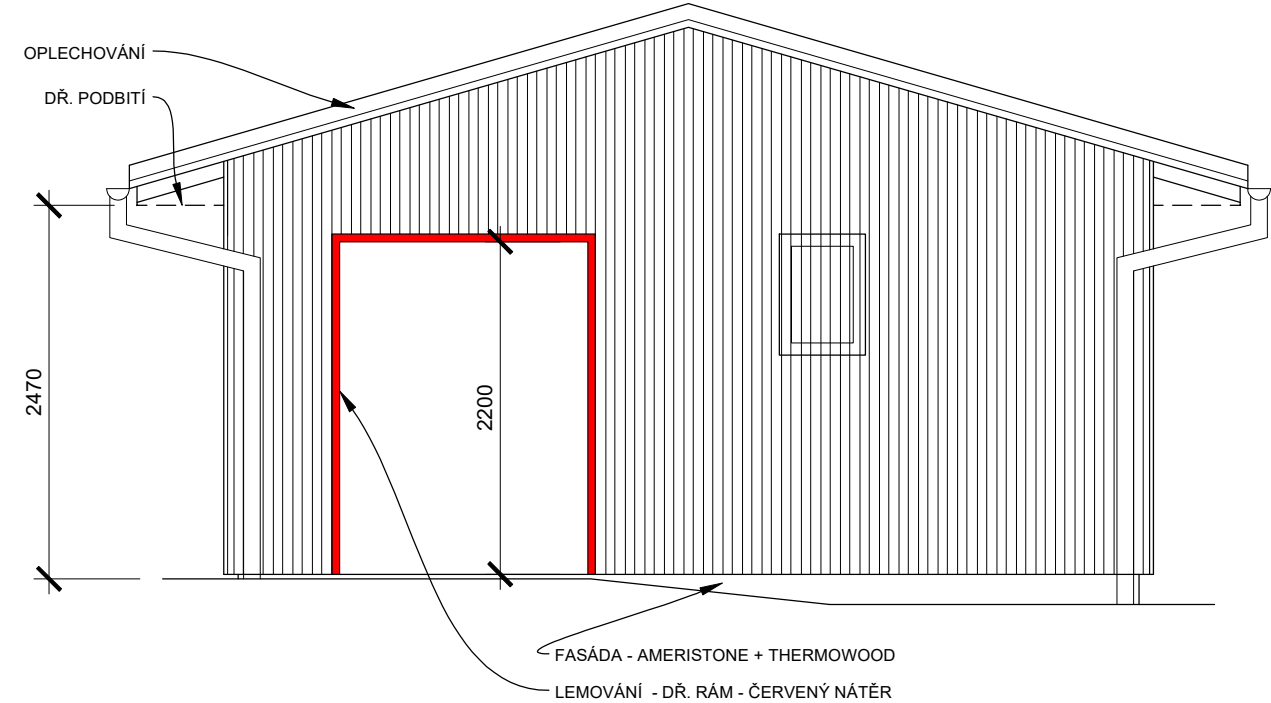 OPLECHOVÁNÍ
DŘ. PODBITÍ
2470
2200
FASÁDA - AMERISTONE + THERMOWOOD
LEMOVÁNÍ - DŘ. RÁM - ČERVENÝ NÁTĚR